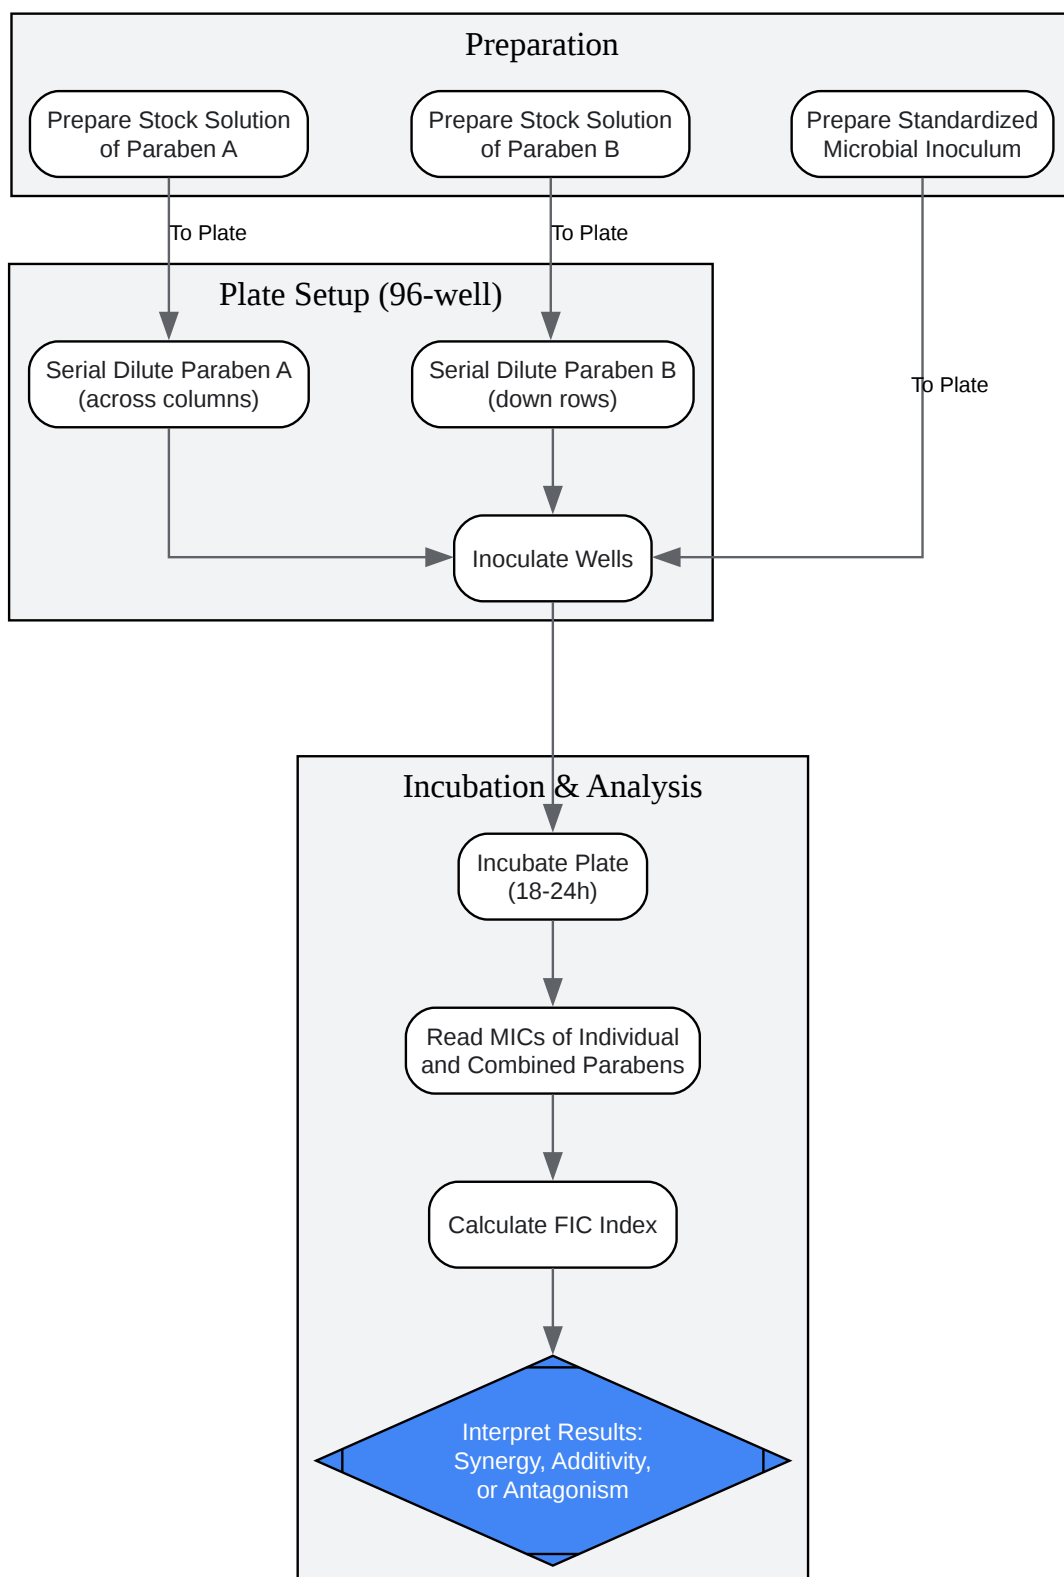 Preparation
Prepare Stock Solution
of Paraben A
Prepare Stock Solution
of Paraben B
Prepare Standardized
Microbial Inoculum
To Plate
To Plate
Plate Setup (96-well)
Serial Dilute Paraben A
(across columns)
Serial Dilute Paraben B
(down rows)
To Plate
Inoculate Wells
Incubation & Analysis
Incubate Plate
(18-24h)
Read MICs of Individual
and Combined Parabens
Calculate FIC Index
Interpret Results:
Synergy, Additivity,
or Antagonism